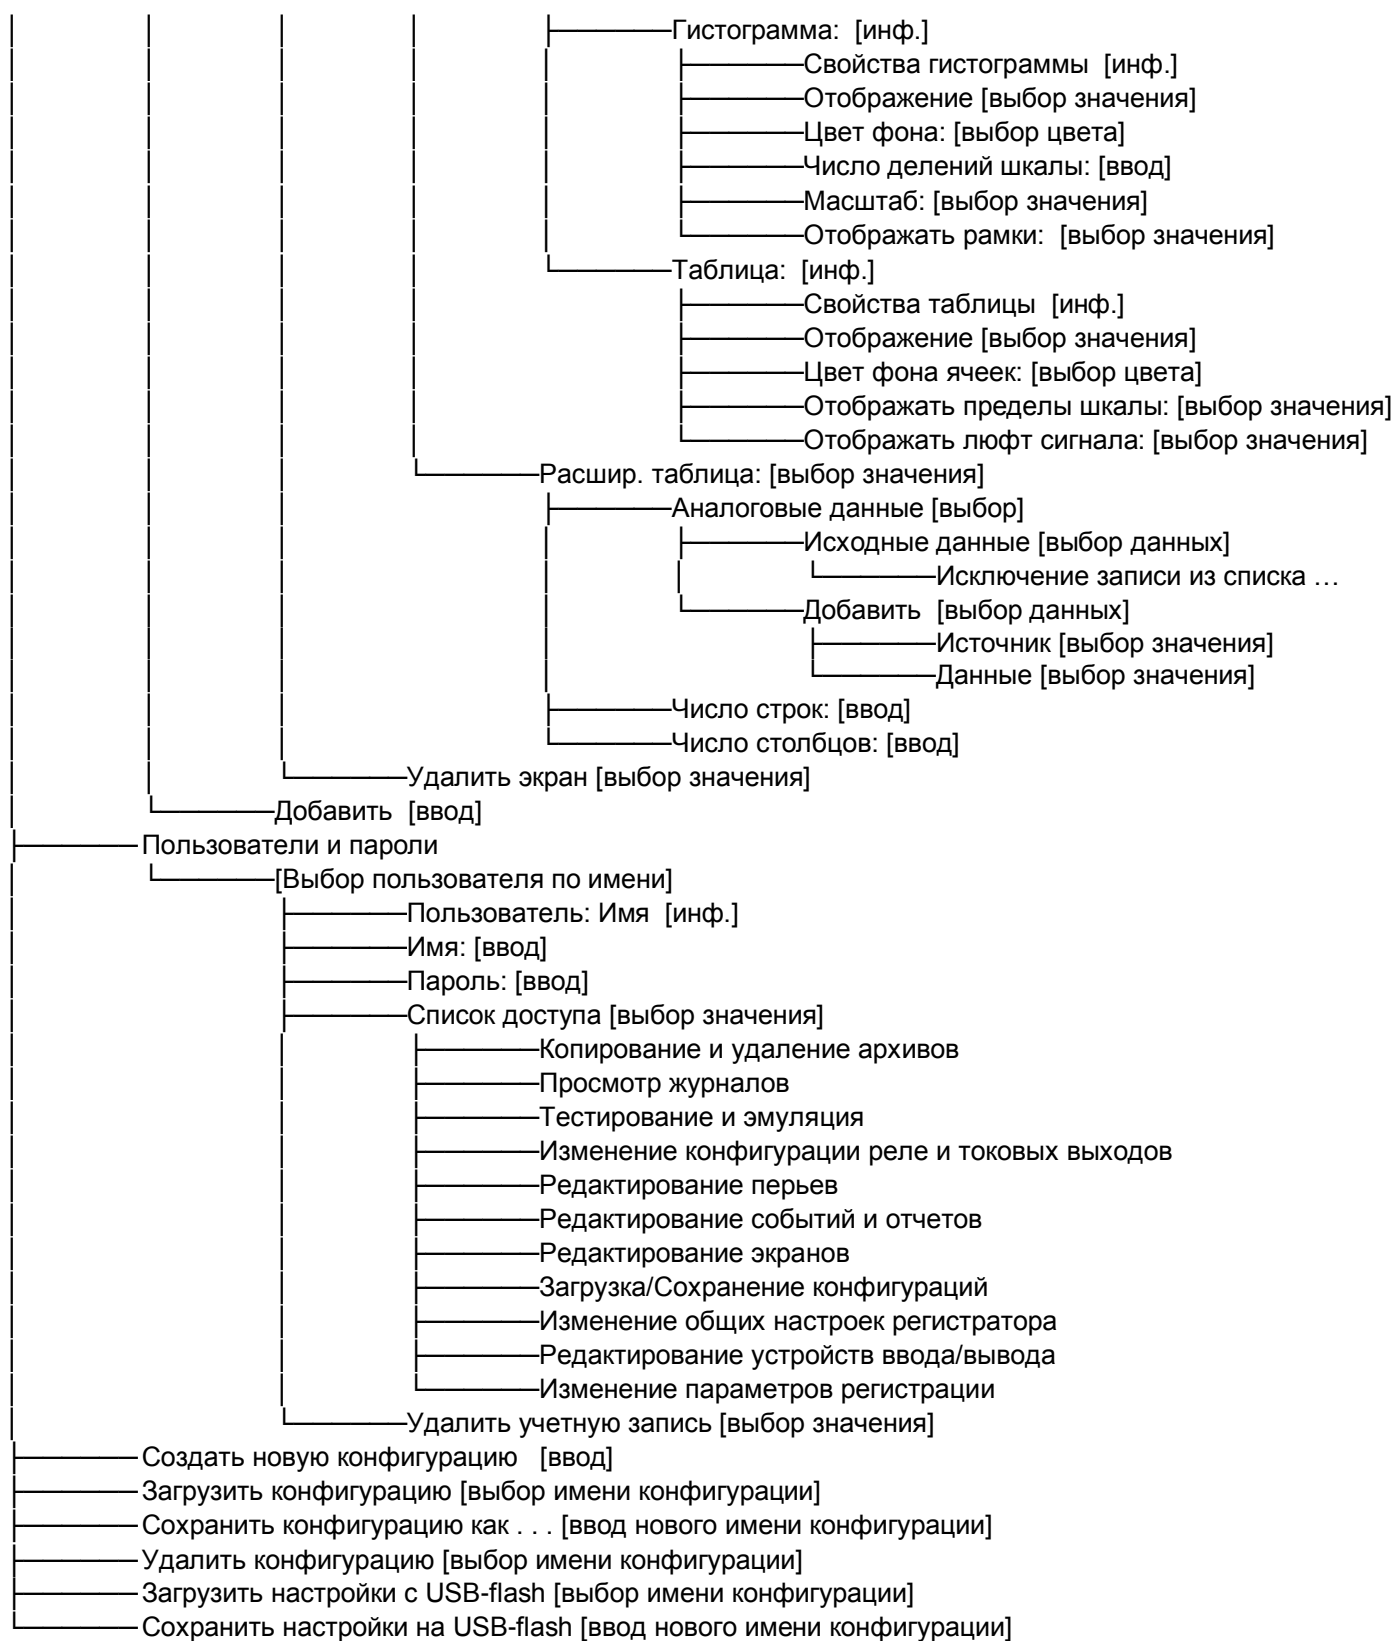 Гистограмма: [инф.]
Свойства гистограммы [инф.]
Отображение [выбор значения]
Цвет фона: [выбор цвета]
Число делений шкалы: [ввод]
Масштаб: [выбор значения]
Отображать рамки: [выбор значения]
Таблица: [инф.]
Свойства таблицы [инф.]
Отображение [выбор значения]
Цвет фона ячеек: [выбор цвета]
Отображать пределы шкалы: [выбор значения]
Отображать люфт сигнала: [выбор значения]
Расшир. таблица: [выбор значения]
Аналоговые данные [выбор]
Исходные данные [выбор данных]
Исключение записи из списка …
Добавить [выбор данных]
Источник [выбор значения]
Данные [выбор значения]
Число строк: [ввод]
Число столбцов: [ввод]
Удалить экран [выбор значения]
Добавить [ввод]
Пользователи и пароли
[Выбор пользователя по имени]
Пользователь: Имя [инф.]
Имя: [ввод]
Пароль: [ввод]
Список доступа [выбор значения]
Копирование и удаление архивов
Просмотр журналов
Тестирование и эмуляция
Изменение конфигурации реле и токовых выходов
Редактирование перьев
Редактирование событий и отчетов
Редактирование экранов
Загрузка/Сохранение конфигураций
Изменение общих настроек регистратора
Редактирование устройств ввода/вывода
Изменение параметров регистрации
Удалить учетную запись [выбор значения]
Создать новую конфигурацию [ввод]
Загрузить конфигурацию [выбор имени конфигурации]
Сохранить конфигурацию как . . . [ввод нового имени конфигурации]
Удалить конфигурацию [выбор имени конфигурации]
Загрузить настройки с USB-flash [выбор имени конфигурации]
Сохранить настройки на USB-flash [ввод нового имени конфигурации]